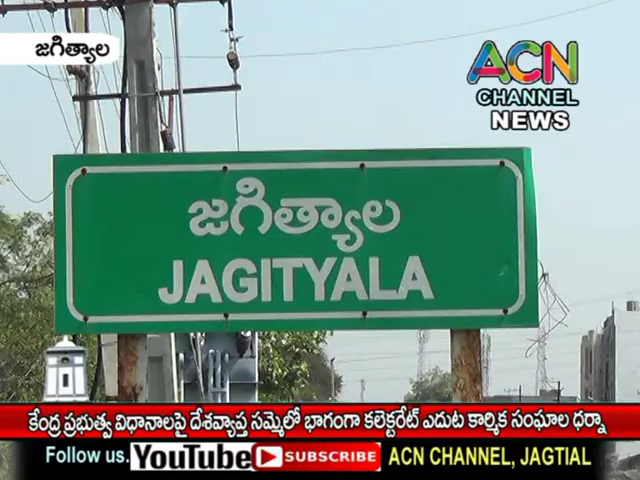 జగిత్యాల
ACN
CHANNEL
NEWS
జగిత్యాల
JAGITYALA
కేంద్ర ప్రభుత్వ విధానాలపై దేశవ్యాప్త సమ్మెలో భాగంగా కలెక్టరేట్ ఎదుట కార్మిక సంఘాల ధర్నా
Follow us. YouTube SUBSCRIBE ACN CHANNEL, JAGTIAL